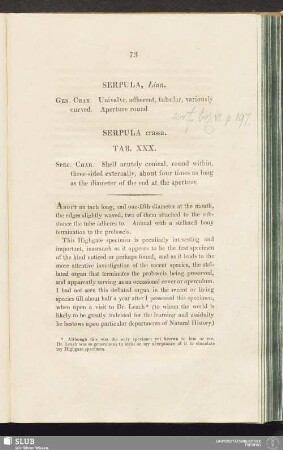 73
SERPULA, Linn.
GEN. CHAR. Univalve, adherent, tubular, variously
curved. Aperture round.
SERPULA crassa.
TAB. XXX.
SPEC. CHAR. Shell acutely conical, round within,
three-sided externally, about four times as long
as the diameter of the end at the aperture.
ABOUT an inch long, and one-fifth diameter at the mouth,
the edges slightly waved, two of them attached to the sub-
stance the tube adheres to. Animal with a stellated bony
termination to the proboscis.
This Highgate specimen is peculiarly interesting and
important, inasmuch as it appears to be the first specimen
of the kind noticed or perhaps found, and as it leads to the
more attentive investigation of the recent species, the stel-
lated organ that terminates the proboscis being preserved,
and apparently serving as an occasional cover or operculum.
I had not seen this stellated organ in the recent or living
species till about half a year after I possessed this specimen,
when upon a visit to Dr. Leach* (to whom the world is
likely to be greatly indebted for the learning and assiduity
he bestows upon particular departments of Natural History)
* Although this was the only specimen yet known to him or me,
Dr. Leach was so generous as to insist on my acceptance of it to elucidate
my Highgate specimen.
SLUB
Wir führen Wissen.